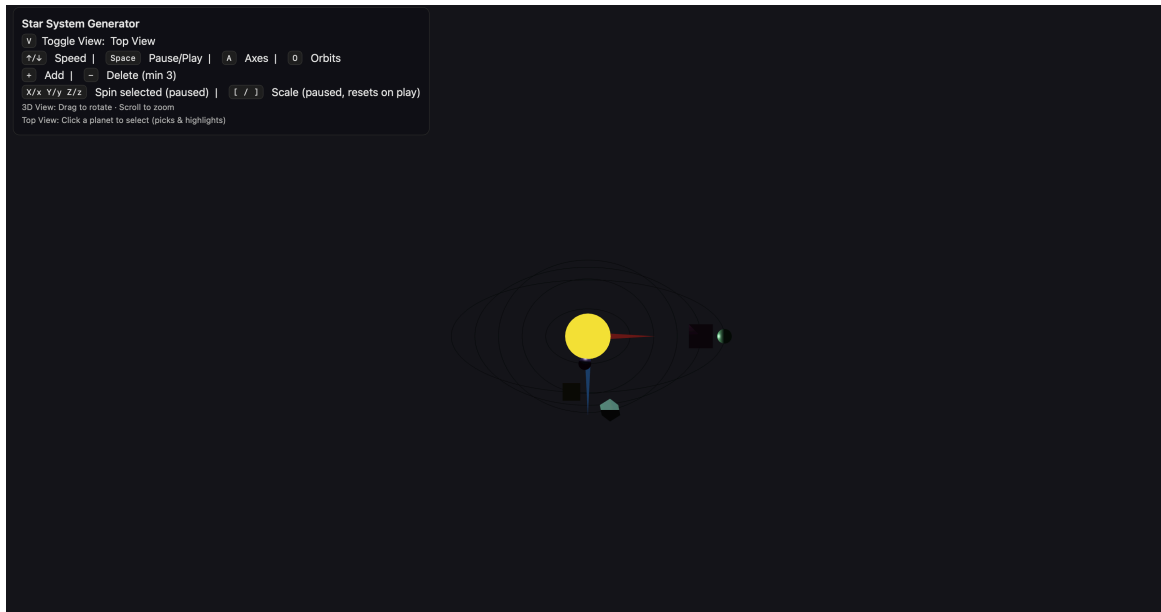 Star System Generator
V Toggle View: Top View
↑/↓ Speed | Space Pause/Play | A Axes | O Orbits
+ Add | − Delete (min 3)
X/x Y/y Z/z Spin selected (paused) | [ / ] Scale (paused, resets on play)
3D View: Drag to rotate · Scroll to zoom
Top View: Click a planet to select (picks & highlights)